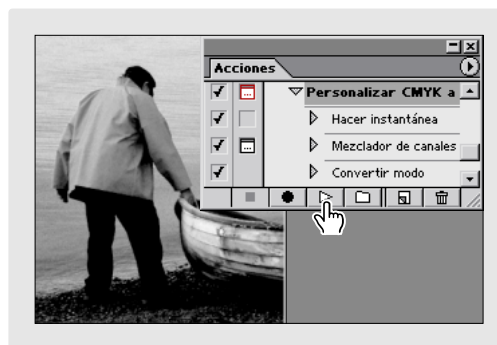 Acciones
Personalizar CMYK a
Hacer instantánea
Mezclador de canales
Convertir modo